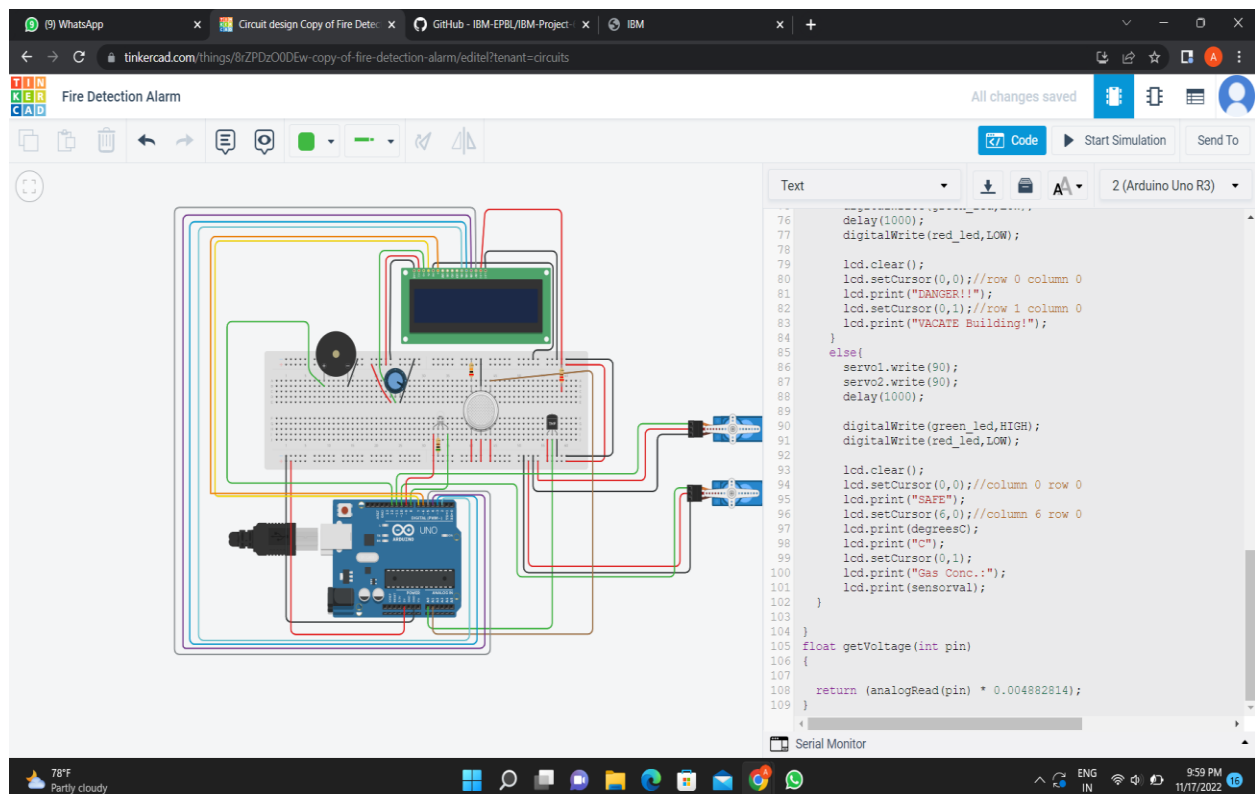 (9) WhatsApp
Circuit design Copy of Fire Detec
GitHub - IBM-EPBL/IBM-Project-
IBM
tinkercad.com/things/8rZPDzO0DEw-copy-of-fire-detection-alarm/editel?tenant=circuits
A
TIN
KER
CAD
Fire Detection Alarm
All changes saved
Code
Start Simulation
Send To
Text
2 (Arduino Uno R3)
76 delay(1000);
77 digitalWrite(red_led,LOW);
78
79 lcd.clear();
80 lcd.setCursor(0,0);//row 0 column 0
81 lcd.print("DANGER!!");
82 lcd.setCursor(0,1);//row 1 column 0
83 lcd.print("VACATE Building!");
84 }
85 else{
86 servo1.write(90);
87 servo2.write(90);
88 delay(1000);
89
90 digitalWrite(green_led,HIGH);
91 digitalWrite(red_led,LOW);
92
93 lcd.clear();
94 lcd.setCursor(0,0);//column 0 row 0
95 lcd.print("SAFE");
96 lcd.setCursor(6,0);//column 6 row 0
97 lcd.print(degreesC);
98 lcd.print("C");
99 lcd.setCursor(0,1);
100 lcd.print("Gas Conc.:");
101 lcd.print(sensorval);
102 }
103
104 }
105 float getVoltage(int pin)
106 {
107
108 return (analogRead(pin) * 0.004882814);
109 }
Serial Monitor
UNO
ARDUINO
78°F
Partly cloudy
ENG
IN
9:59 PM
11/17/2022
16